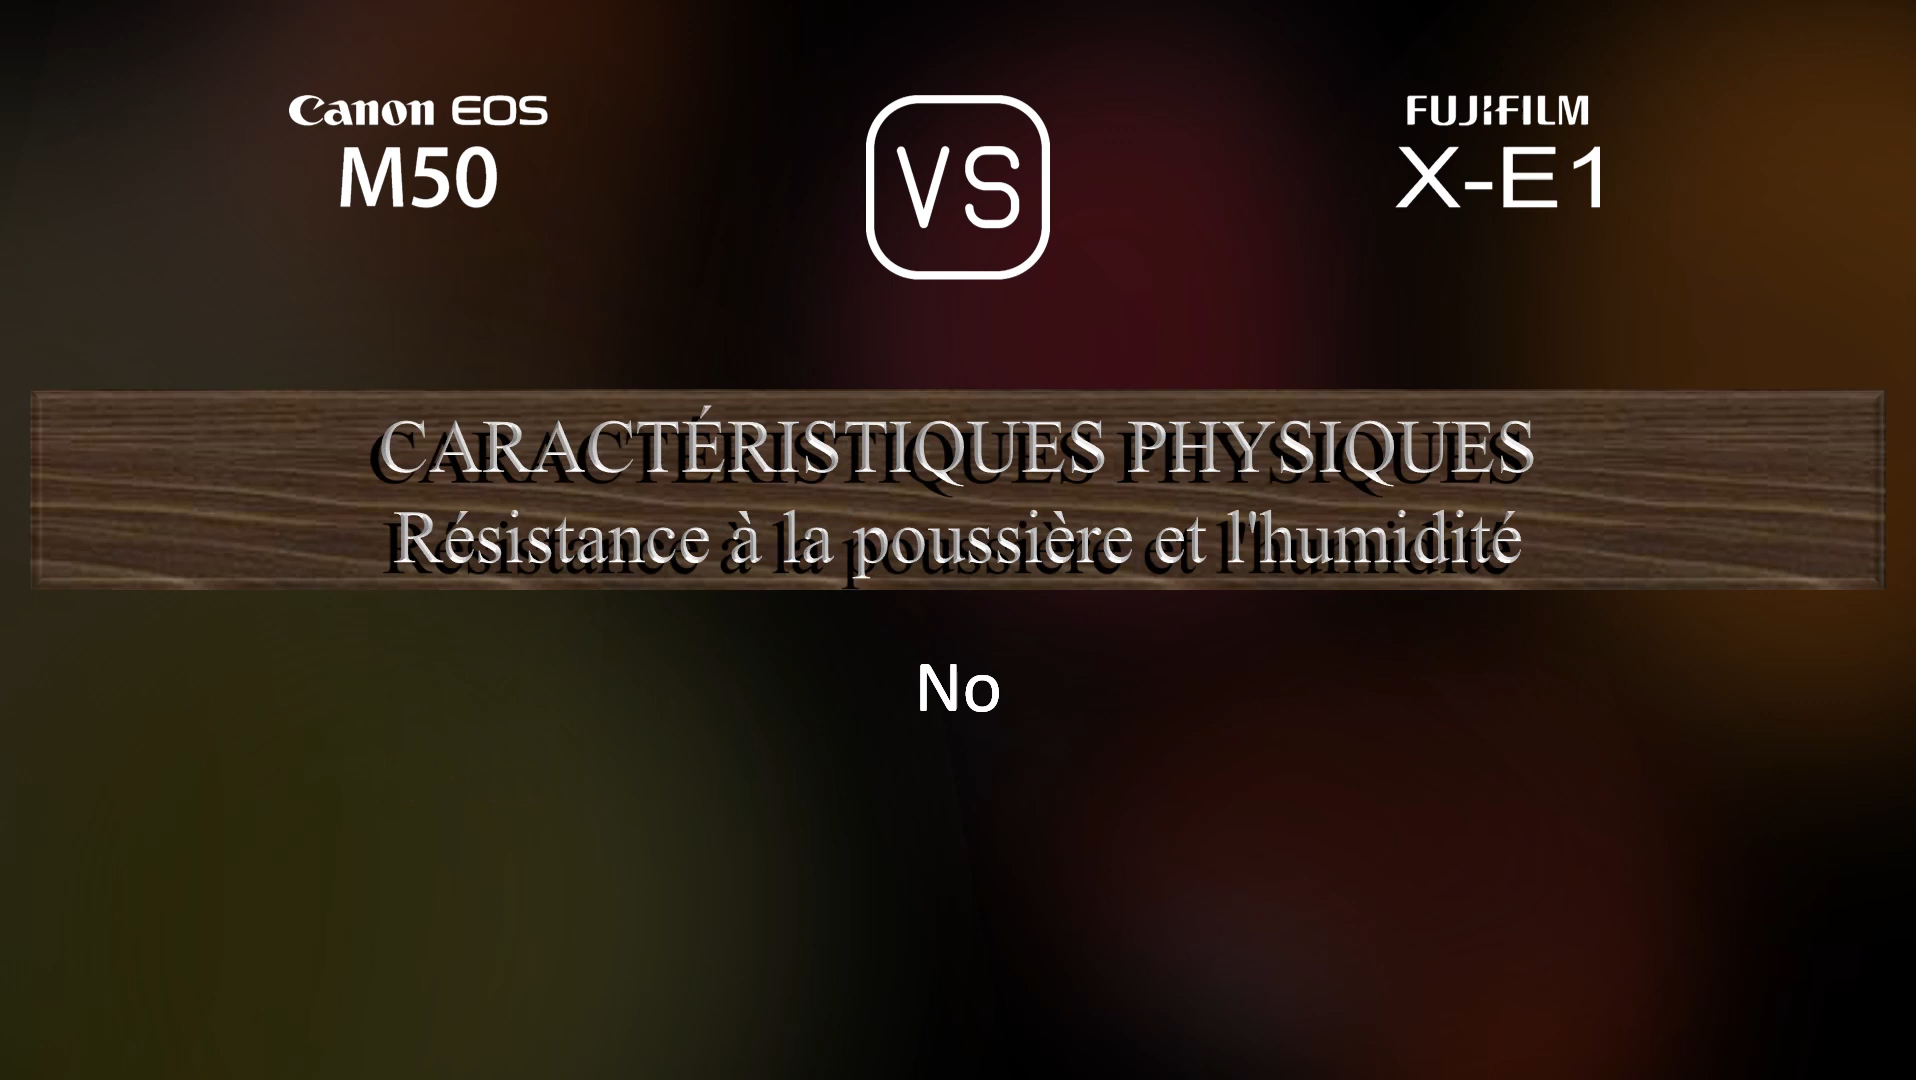 Canon EOS
M50
VS
FUJIFILM
X-E1
CARACTÉRISTIQUES PHYSIQUES
Résistance à la poussière et l'humidité
No